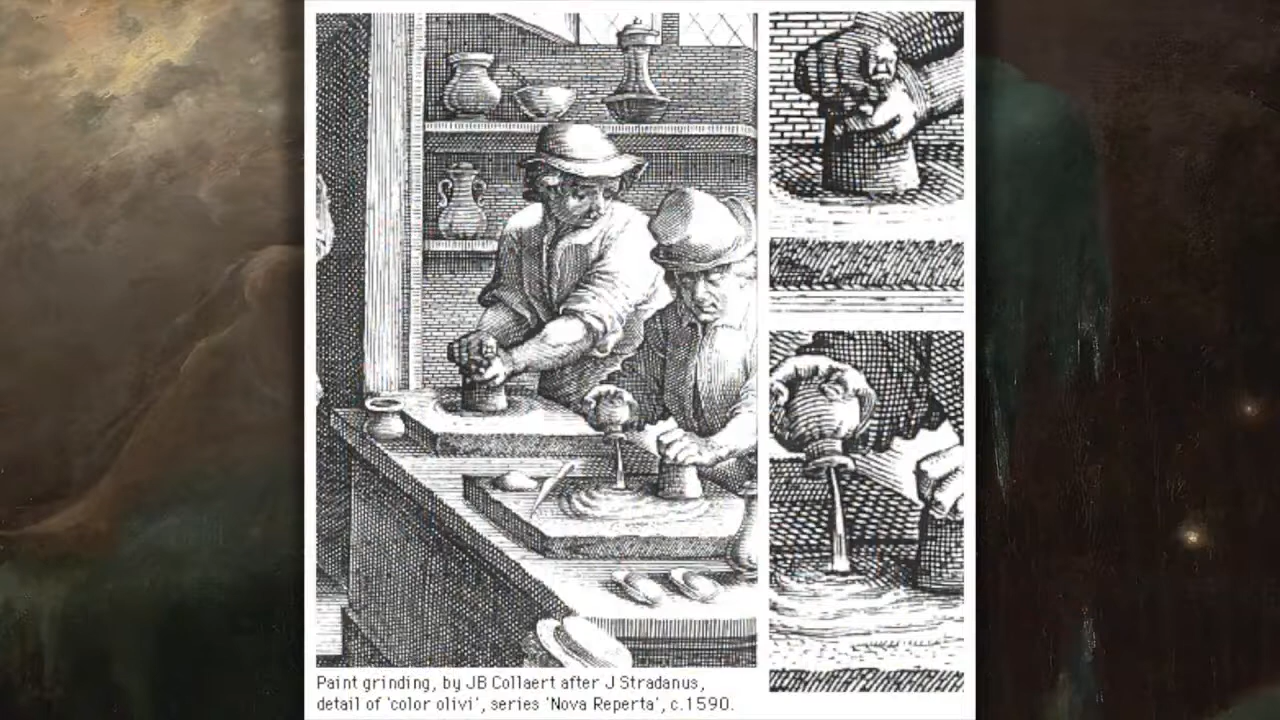 Paint grinding, by JB Collaert after J Stradanus,
detail of 'color olivi', series 'Nova Reperta', c.1590.